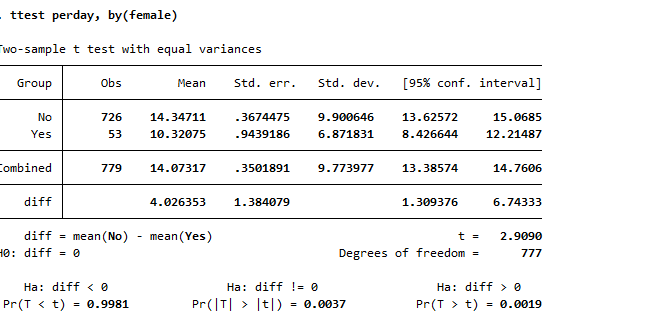 . ttest perday, by(female)
Two-sample t test with equal variances
Group Obs Mean Std. err. Std. dev. [95% conf. interval]
No 726 14.34711 .3674475 9.900646 13.62572 15.0685
Yes 53 10.32075 .9439186 6.871831 8.426644 12.21487
Combined 779 14.07317 .3501891 9.773977 13.38574 14.7606
diff 4.026353 1.384079 1.309376 6.74333
diff = mean(No) - mean(Yes) t = 2.9090
H0: diff = 0 Degrees of freedom = 777
Ha: diff < 0 Ha: diff != 0 Ha: diff > 0
Pr(T < t) = 0.9981 Pr(|T| > |t|) = 0.0037 Pr(T > t) = 0.0019